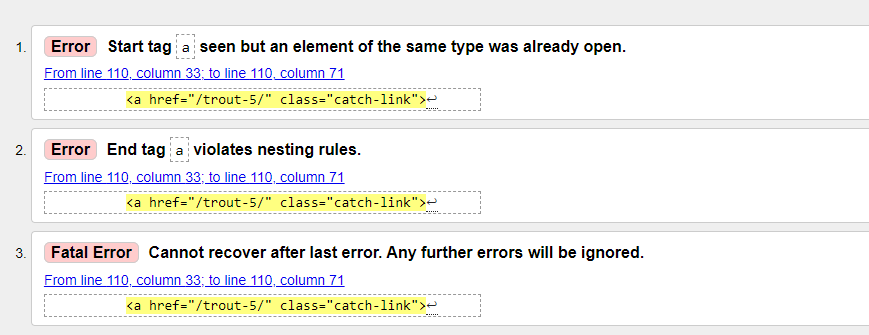 1. Error Start tag a seen but an element of the same type was already open.
From line 110, column 33; to line 110, column 71
<a href="/trout-5/" class="catch-link">↩
2. Error End tag a violates nesting rules.
From line 110, column 33; to line 110, column 71
<a href="/trout-5/" class="catch-link">↩
3. Fatal Error Cannot recover after last error. Any further errors will be ignored.
From line 110, column 33; to line 110, column 71
<a href="/trout-5/" class="catch-link">↩